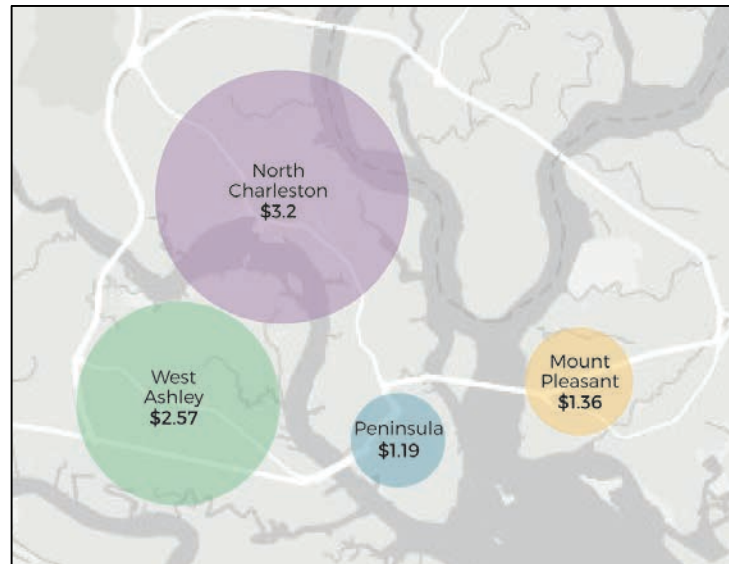 North
Charleston
$3.2
West
Ashley
$2.57
Peninsula
$1.19
Mount
Pleasant
$1.36